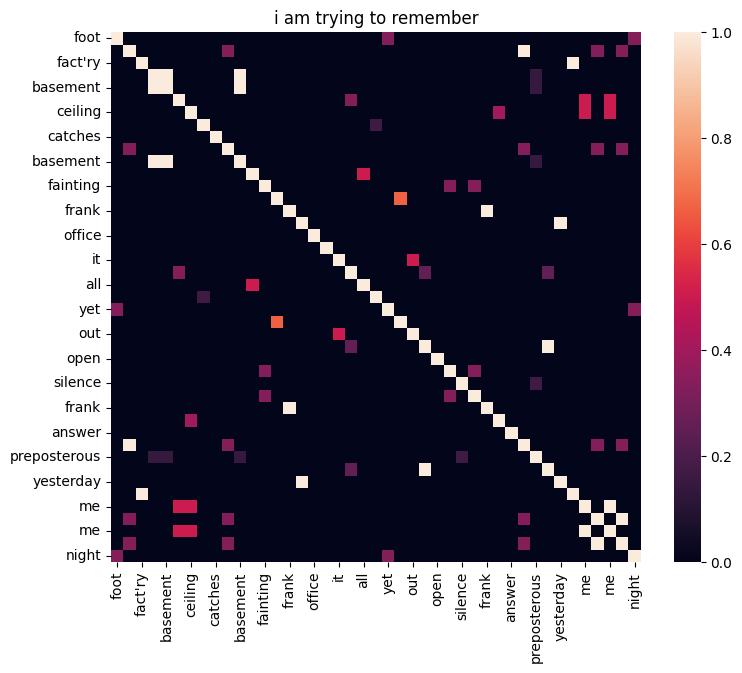 i am trying to remember
foot
fact'ry
basement
ceiling
catches
basement
fainting
frank
office
it
all
yet
out
open
silence
frank
answer
preposterous
yesterday
me
me
night
1.0
0.8
0.6
0.4
0.2
0.0
foot
fact'ry
basement
ceiling
catches
basement
fainting
frank
office
it
all
yet
out
open
silence
frank
answer
preposterous
yesterday
me
me
night